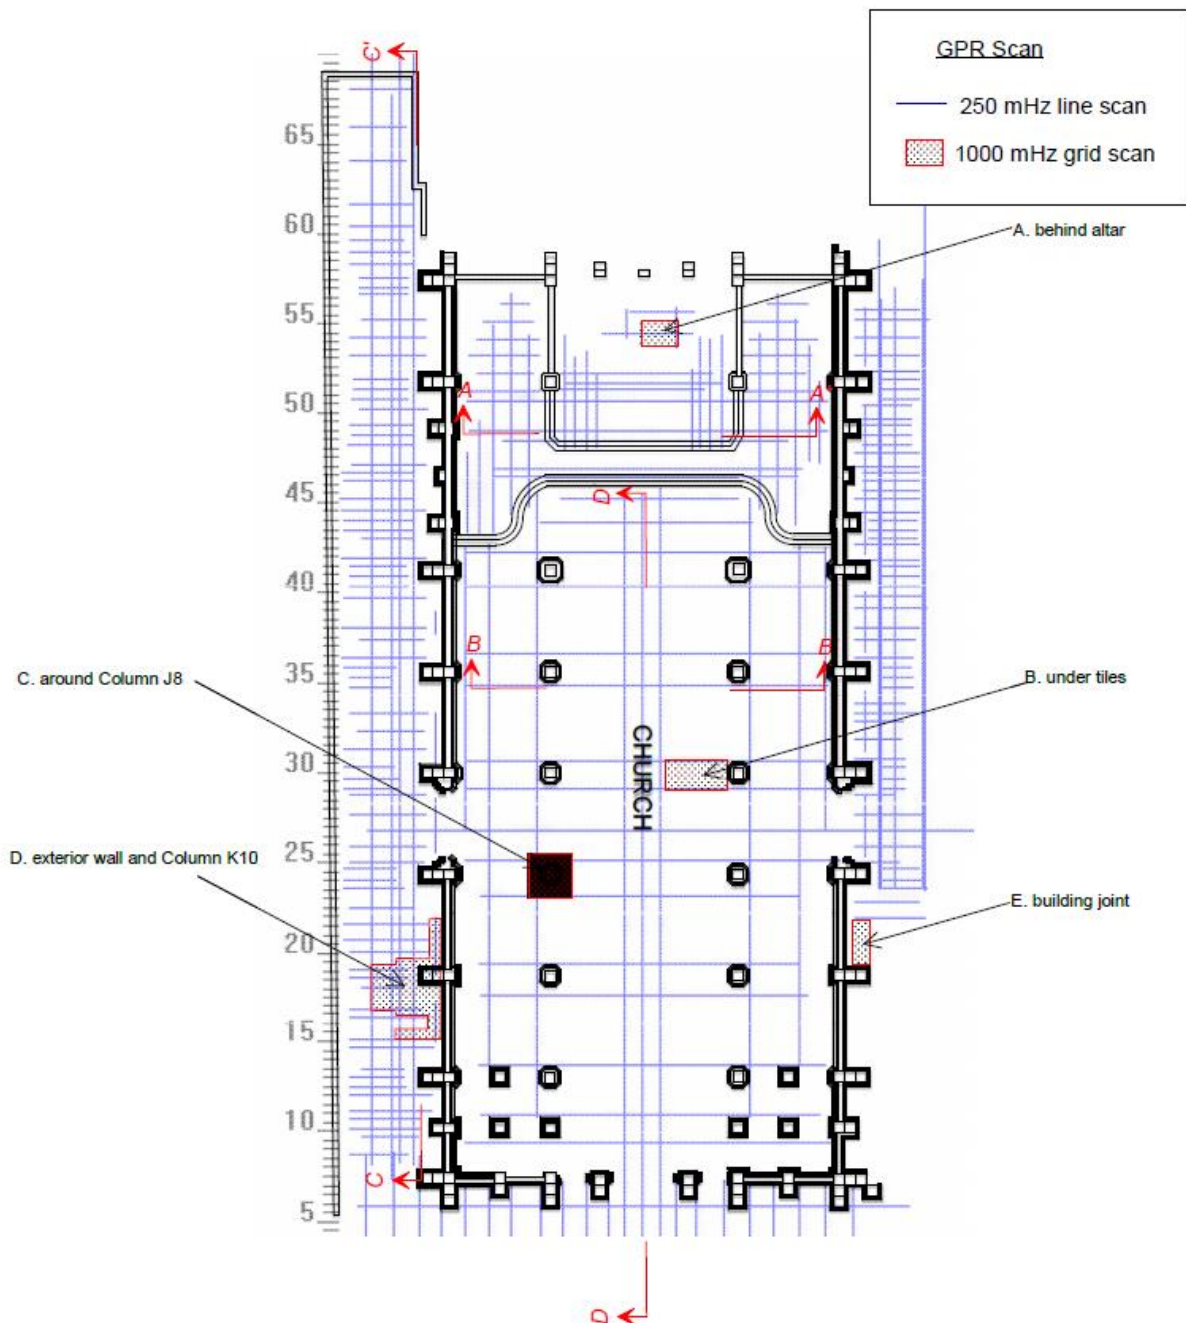 GPR Scan
250 mHz line scan
1000 mHz grid scan
C'
65
60
A. behind altar
55
50
A
A'
45
D
40
B
B'
35
C. around Column J8
B. under tiles
30
CHURCH
25
D. exterior wall and Column K10
E. building joint
20
15
10
C
5
D